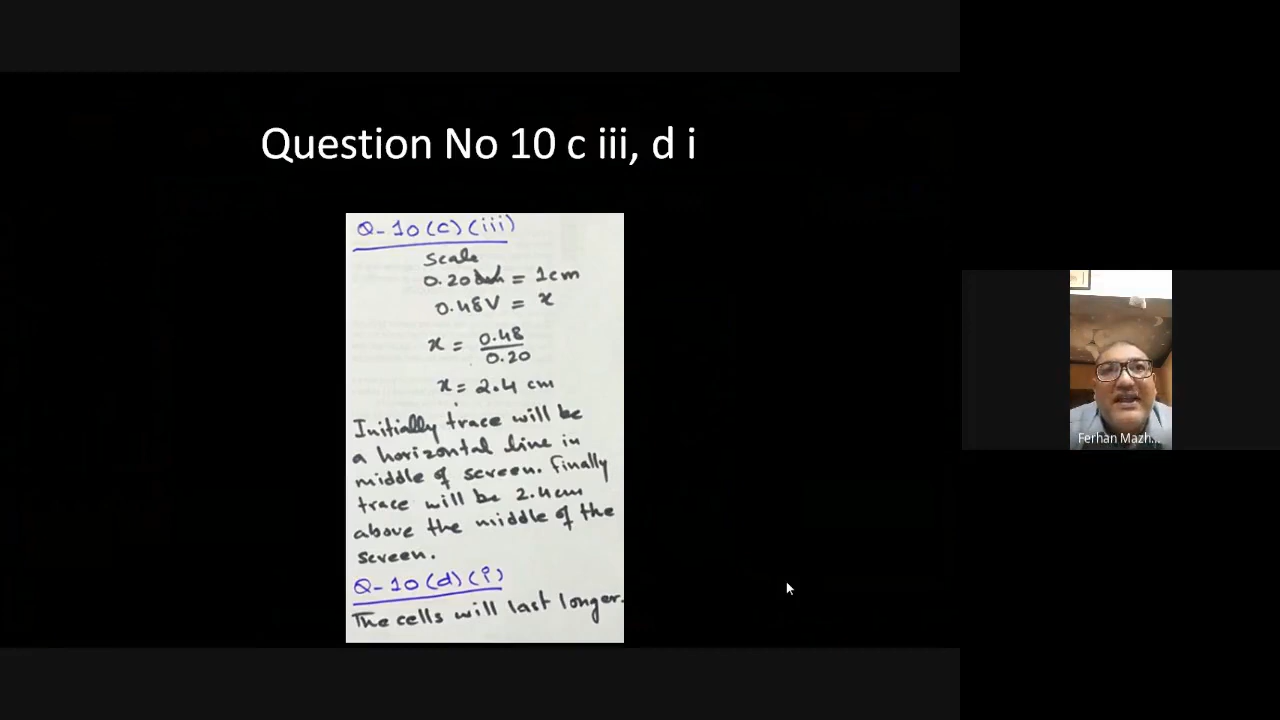 Question No 10 c iii, d i
Q-10(c)(iii)
Scale
0.20 = 1cm
0.48V = x
x = 0.48
0.20
x = 2.4 cm
Initially trace will be
a horizontal line in
middle of screen. Finally
trace will be 2.4cm
above the middle of the
screen.
Q-10(d)(i)
The cells will last longer.
Ferhan Mazh...